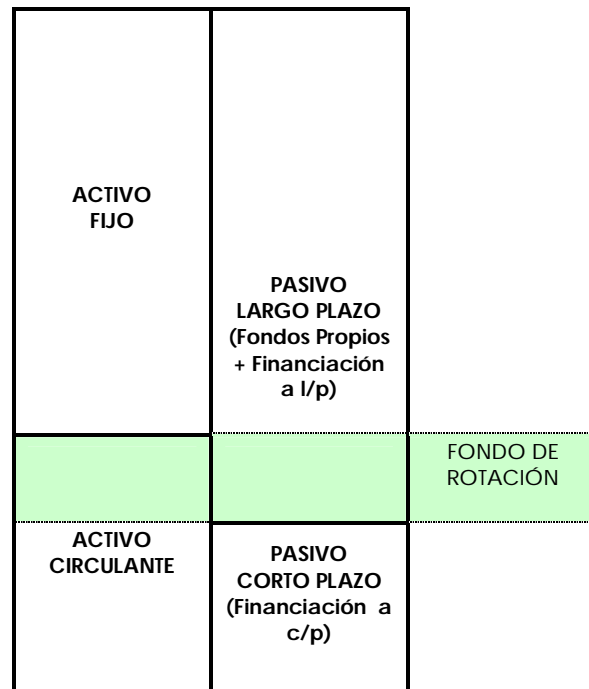 ACTIVO
FIJO
PASIVO
LARGO PLAZO
(Fondos Propios
+ Financiación
a l/p)
FONDO DE
ROTACIÓN
ACTIVO
CIRCULANTE
PASIVO
CORTO PLAZO
(Financiación a
c/p)